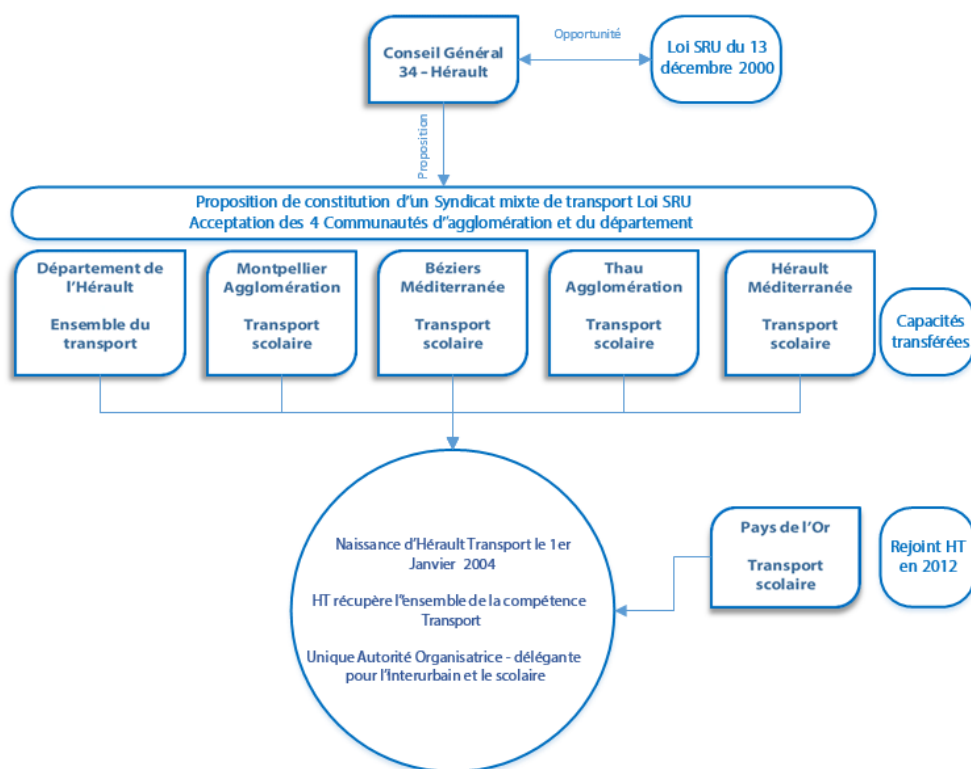 Opportunité
Conseil Général
34 – Hérault
Loi SRU du 13
décembre 2000
Proposition
Proposition de constitution d'un Syndicat mixte de transport Loi SRU
Acceptation des 4 Communautés d''agglomération et du département
Département de
l'Hérault
Ensemble du
transport
Montpellier
Agglomération
Transport
scolaire
Béziers
Méditerranée
Transport
scolaire
Thau
Agglomération
Transport
scolaire
Hérault
Méditerranée
Transport
scolaire
Capacités
transférées
Naissance d'Hérault Transport le 1er
Janvier 2004
HT récupère l'ensemble de la compétence
Transport
Unique Autorité Organisatrice - délégante
pour l'Interurbain et le scolaire
Pays de l'Or
Transport
scolaire
Rejoint HT
en 2012